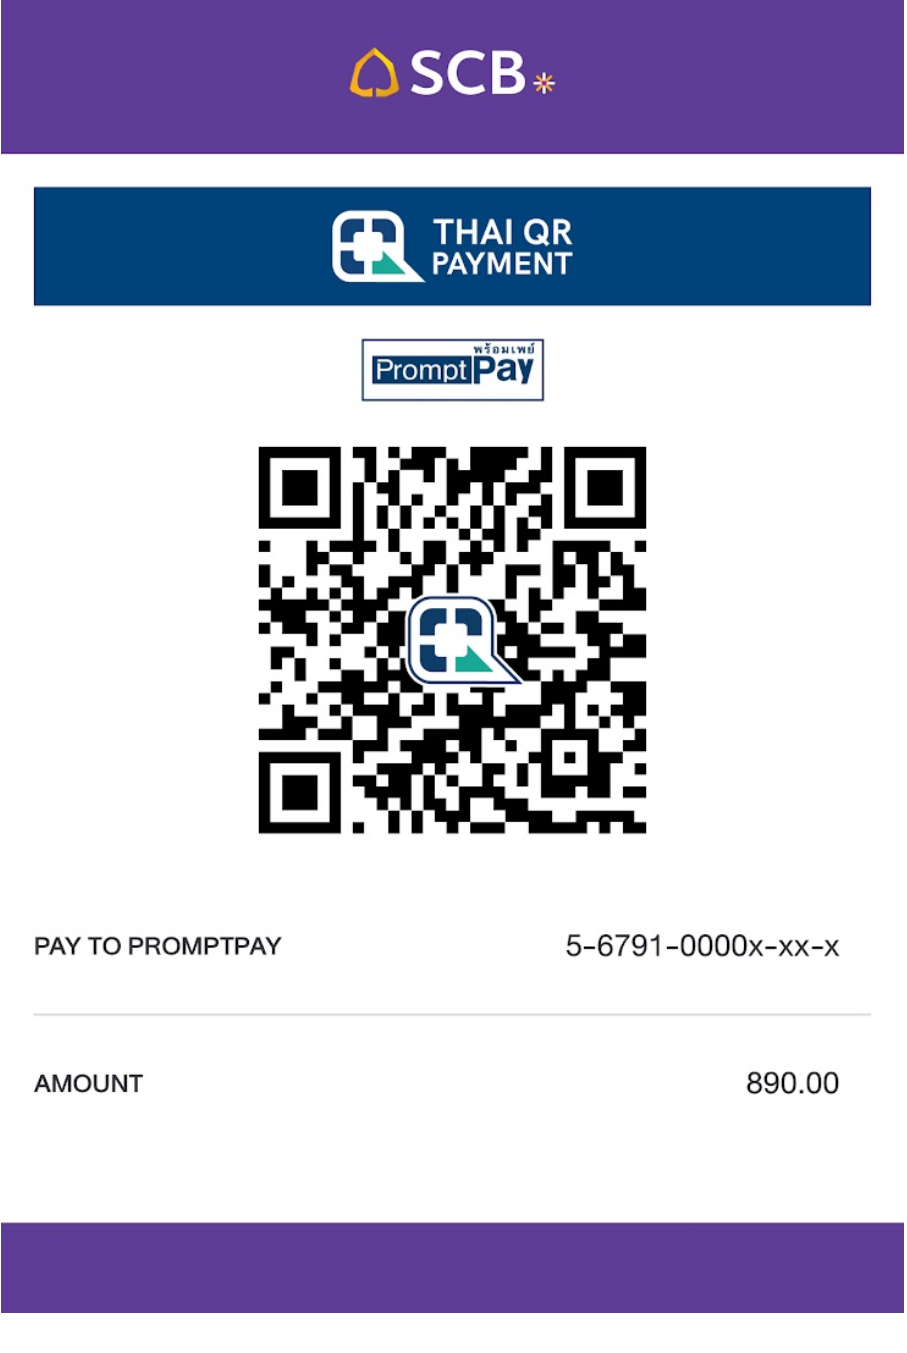 SCB
THAI QR
PAYMENT
พร้อมเพย์
Prompt Pay
PAY TO PROMPTPAY 5-6791-0000x-xx-x
AMOUNT 890.00